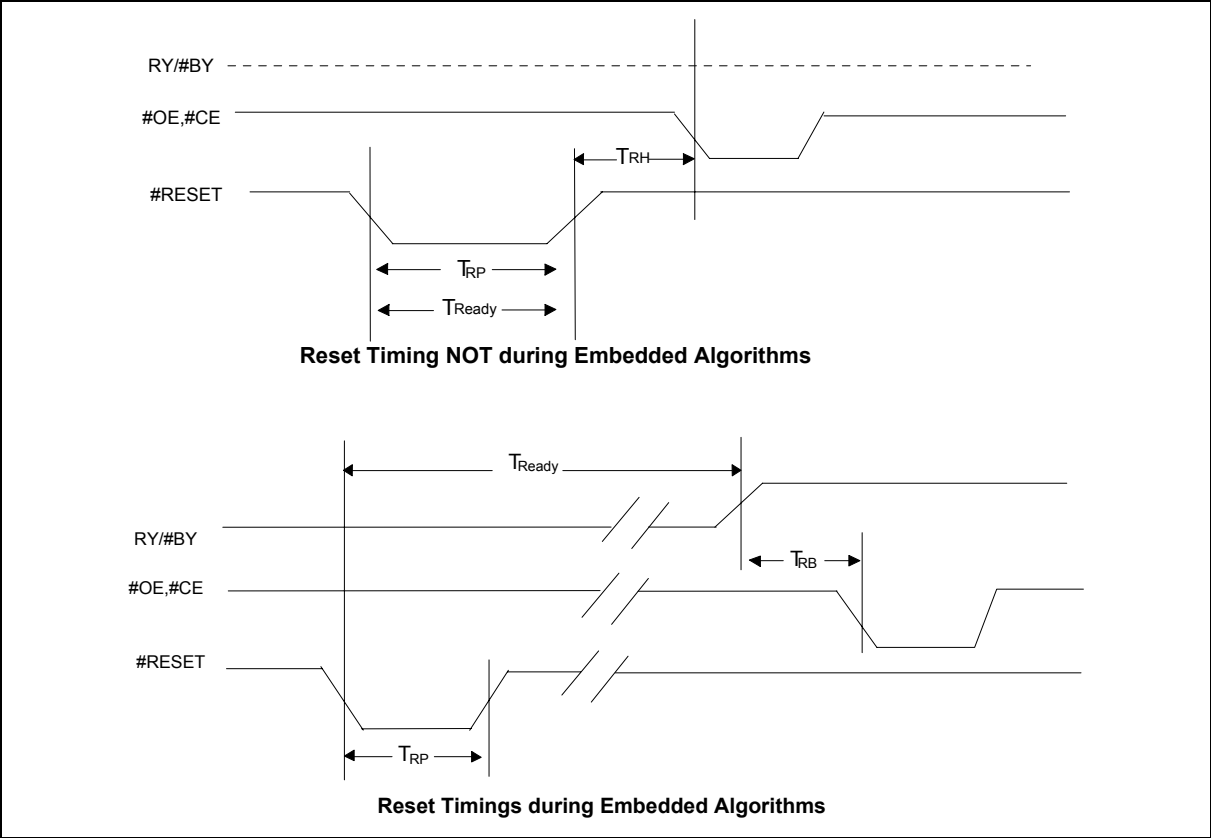 RY/#BY
#OE,#CE
TRH
#RESET
TRP
TReady
Reset Timing NOT during Embedded Algorithms
TReady
RY/#BY
TRB
#OE,#CE
#RESET
TRP
Reset Timings during Embedded Algorithms